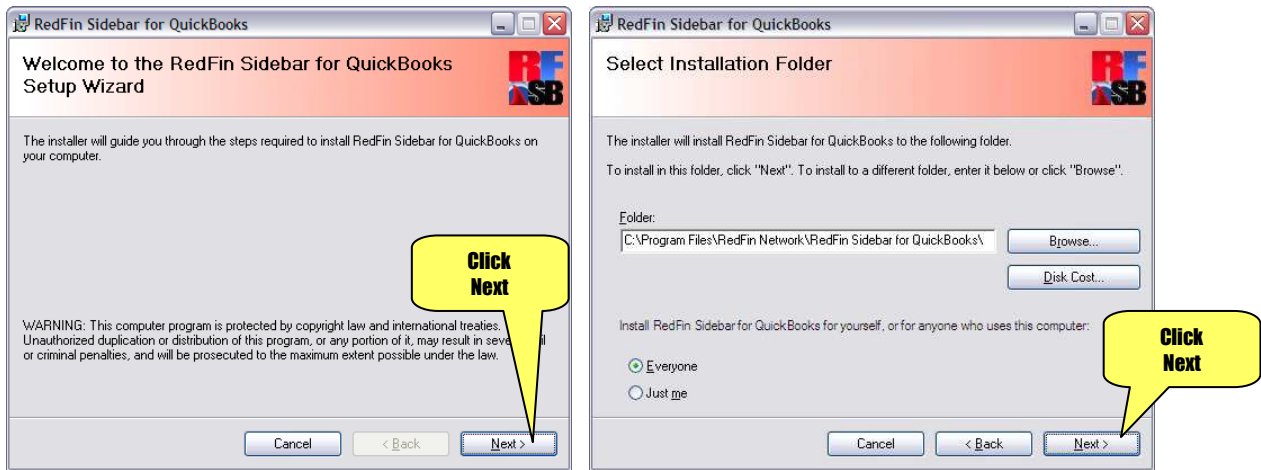 RedFin Sidebar for QuickBooks
Welcome to the RedFin Sidebar for QuickBooks
Setup Wizard
RF
SB
The installer will guide you through the steps required to install RedFin Sidebar for QuickBooks on
your computer.
Click
Next
WARNING: This computer program is protected by copyright law and international treaties.
Unauthorized duplication or distribution of this program, or any portion of it, may result in
or criminal penalties, and will be prosecuted to the maximum extent possible under the law.
Cancel
< Back
Next >
RedFin Sidebar for QuickBooks
Select Installation Folder
RF
SB
The installer will install RedFin Sidebar for QuickBooks to the following folder.
To install in this folder, click "Next". To install to a different folder, enter it below or click "Browse".
Folder:
C:\Program Files\RedFin Network\RedFin Sidebar for QuickBooks\
Browse...
Disk Cost...
Install RedFin Sidebar for QuickBooks for yourself, or for anyone who uses this computer:
Everyone
Just me
Click
Next
Cancel
< Back
Next >